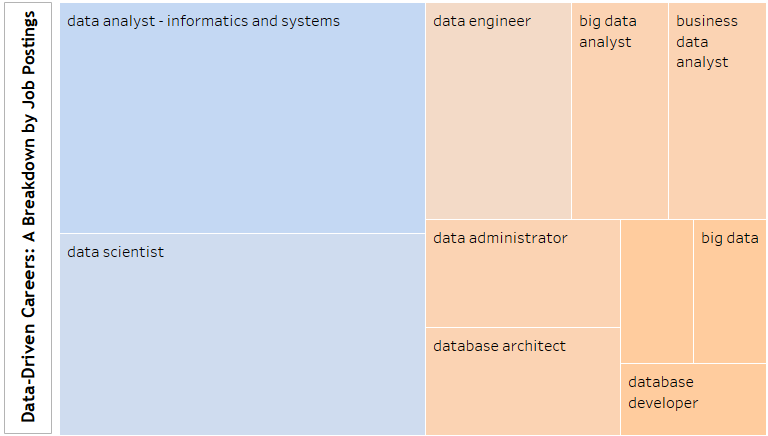 Data-Driven Careers: A Breakdown by Job Postings
data analyst - informatics and systems
data scientist
data engineer
big data
analyst
business
data
analyst
data administrator
database architect
big data
database
developer